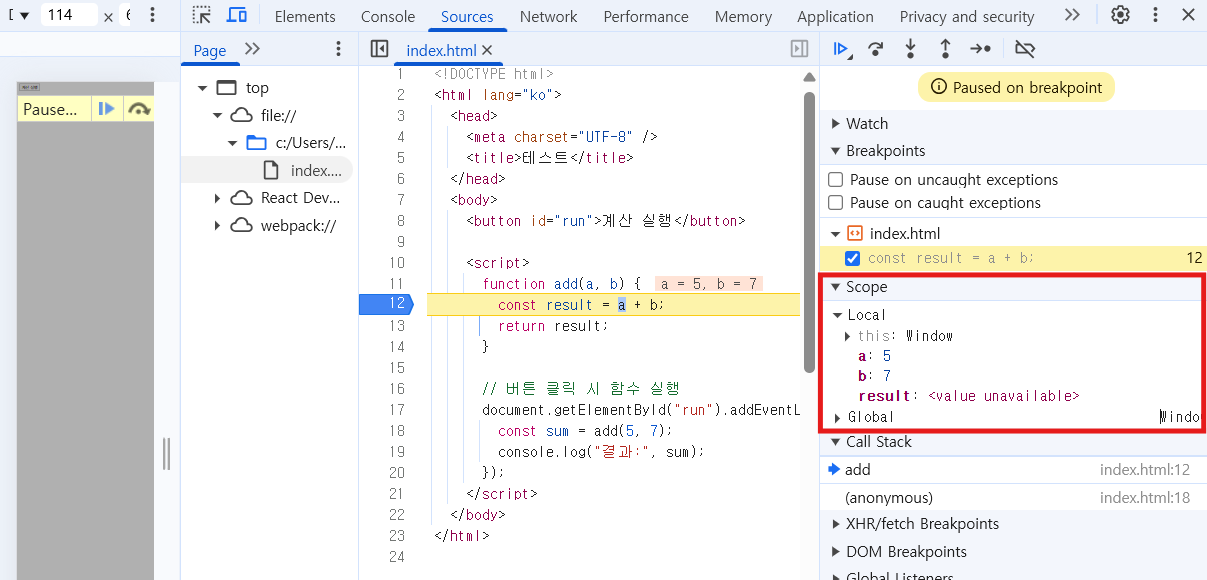 114 × 6
Elements Console Sources Network Performance Memory Application Privacy and security
Page
index.html
Pause...
top
file://
c:/Users/...
index....
React Dev...
webpack://
1 <!DOCTYPE html>
2 <html lang="ko">
3 <head>
4 <meta charset="UTF-8" />
5 <title>테스트</title>
6 </head>
7 <body>
8 <button id="run">계산 실행</button>
9
10 <script>
11 function add(a, b) { a = 5, b = 7
12 const result = a + b;
13 return result;
14 }
15
16 // 버튼 클릭 시 함수 실행
17 document.getElementById("run").addEventL
18 const sum = add(5, 7);
19 console.log("결과:", sum);
20 });
21 </script>
22 </body>
23 </html>
24
Paused on breakpoint
Watch
Breakpoints
Pause on uncaught exceptions
Pause on caught exceptions
index.html
const result = a + b; 12
Scope
Local
this: Window
a: 5
b: 7
result: <value unavailable>
Global Windo
Call Stack
add index.html:12
(anonymous) index.html:18
XHR/fetch Breakpoints
DOM Breakpoints
Global Listeners